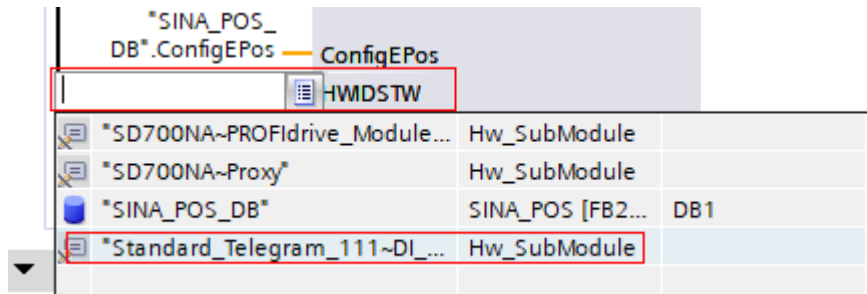 "SINA_POS_
DB".ConfigEPos
ConfigEPos
HWIDSTW
"SD700NA~PROFIdrive_Module... Hw_SubModule
"SD700NA~Proxy" Hw_SubModule
"SINA_POS_DB" SINA_POS [FB2... DB1
"Standard_Telegram_111~DI_... Hw_SubModule